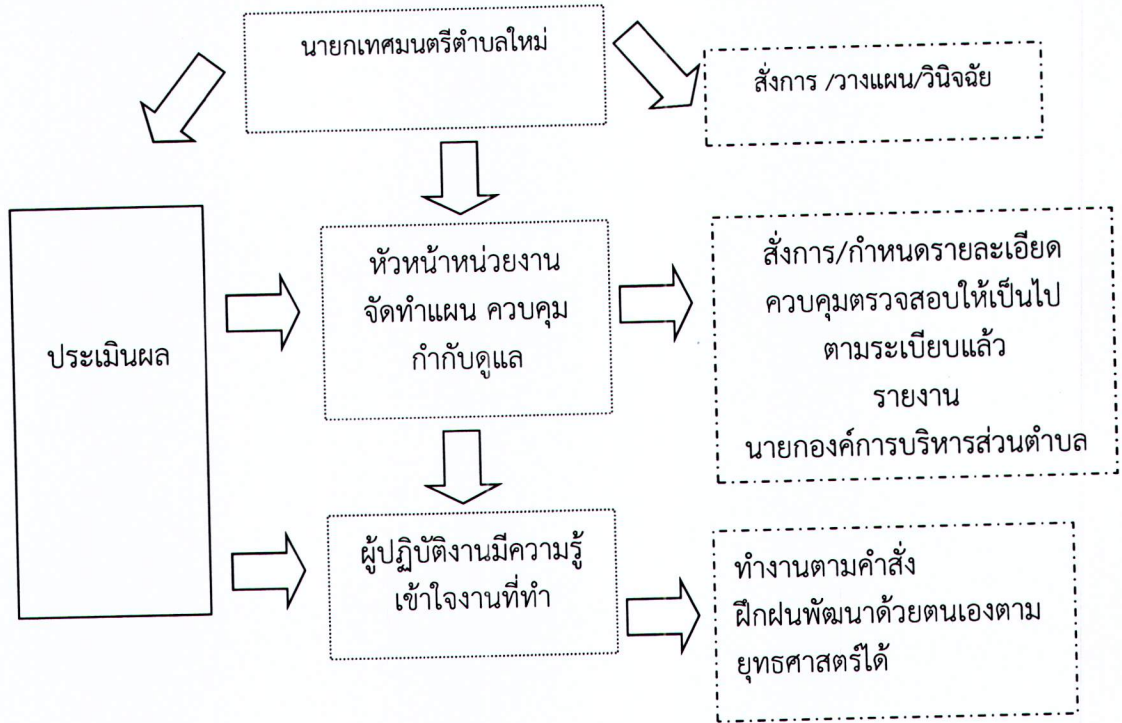 นายกเทศมนตรีตำบลใหม่
สั่งการ /วางแผน/วินิจฉัย
ประเมินผล
หัวหน้าหน่วยงาน
จัดทำแผน ควบคุม
กำกับดูแล
สั่งการ/กำหนดรายละเอียด
ควบคุมตรวจสอบให้เป็นไป
ตามระเบียบแล้ว
รายงาน
นายกองค์การบริหารส่วนตำบล
ผู้ปฏิบัติงานมีความรู้
เข้าใจงานที่ทำ
ทำงานตามคำสั่ง
ฝึกฝนพัฒนาด้วยตนเองตาม
ยุทธศาสตร์ได้